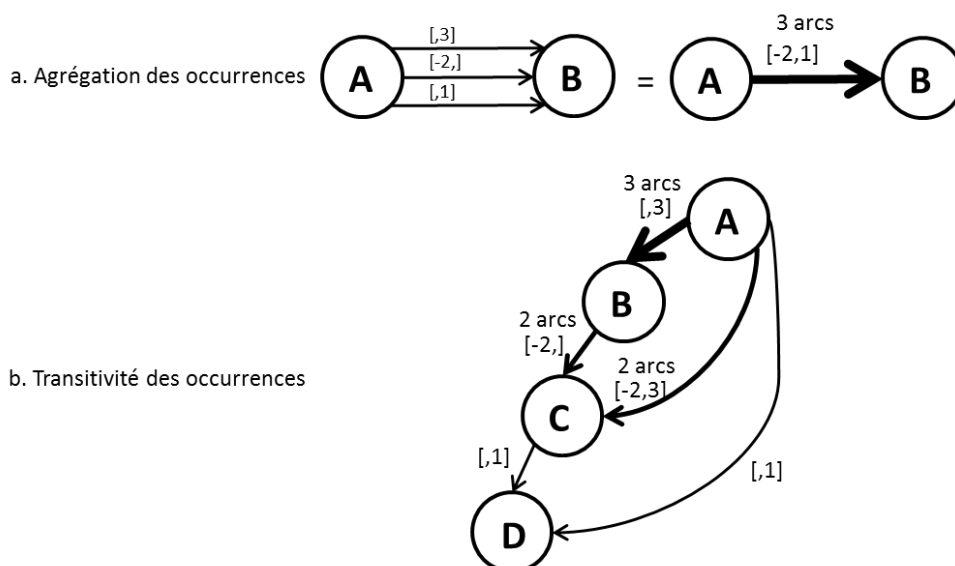 3 arcs
[,3]
[-2,]
[-2,1]
a. Agrégation des occurrences
A
B
=
A
B
[,1]
3 arcs
[,3]
A
B
2 arcs
[-2,]
b. Transitivité des occurrences
2 arcs
[-2,3]
C
[,1]
[,1]
D